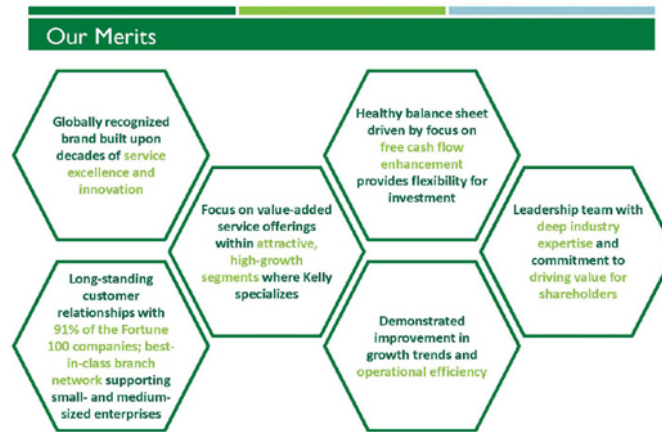 Our Merits
Globally recognized
brand built upon
decades of service
excellence and
innovation
Long-standing
customer
relationships with
91% of the Fortune
100 companies; best-
in-class branch
network supporting
small- and medium-
sized enterprises
Focus on value-added
service offerings
within attractive,
high-growth
segments where Kelly
specializes
Healthy balance sheet
driven by focus on
free cash flow
enhancement
provides flexibility for
investment
Demonstrated
improvement in
growth trends and
operational efficiency
Leadership team with
deep industry
expertise and
commitment to
driving value for
shareholders